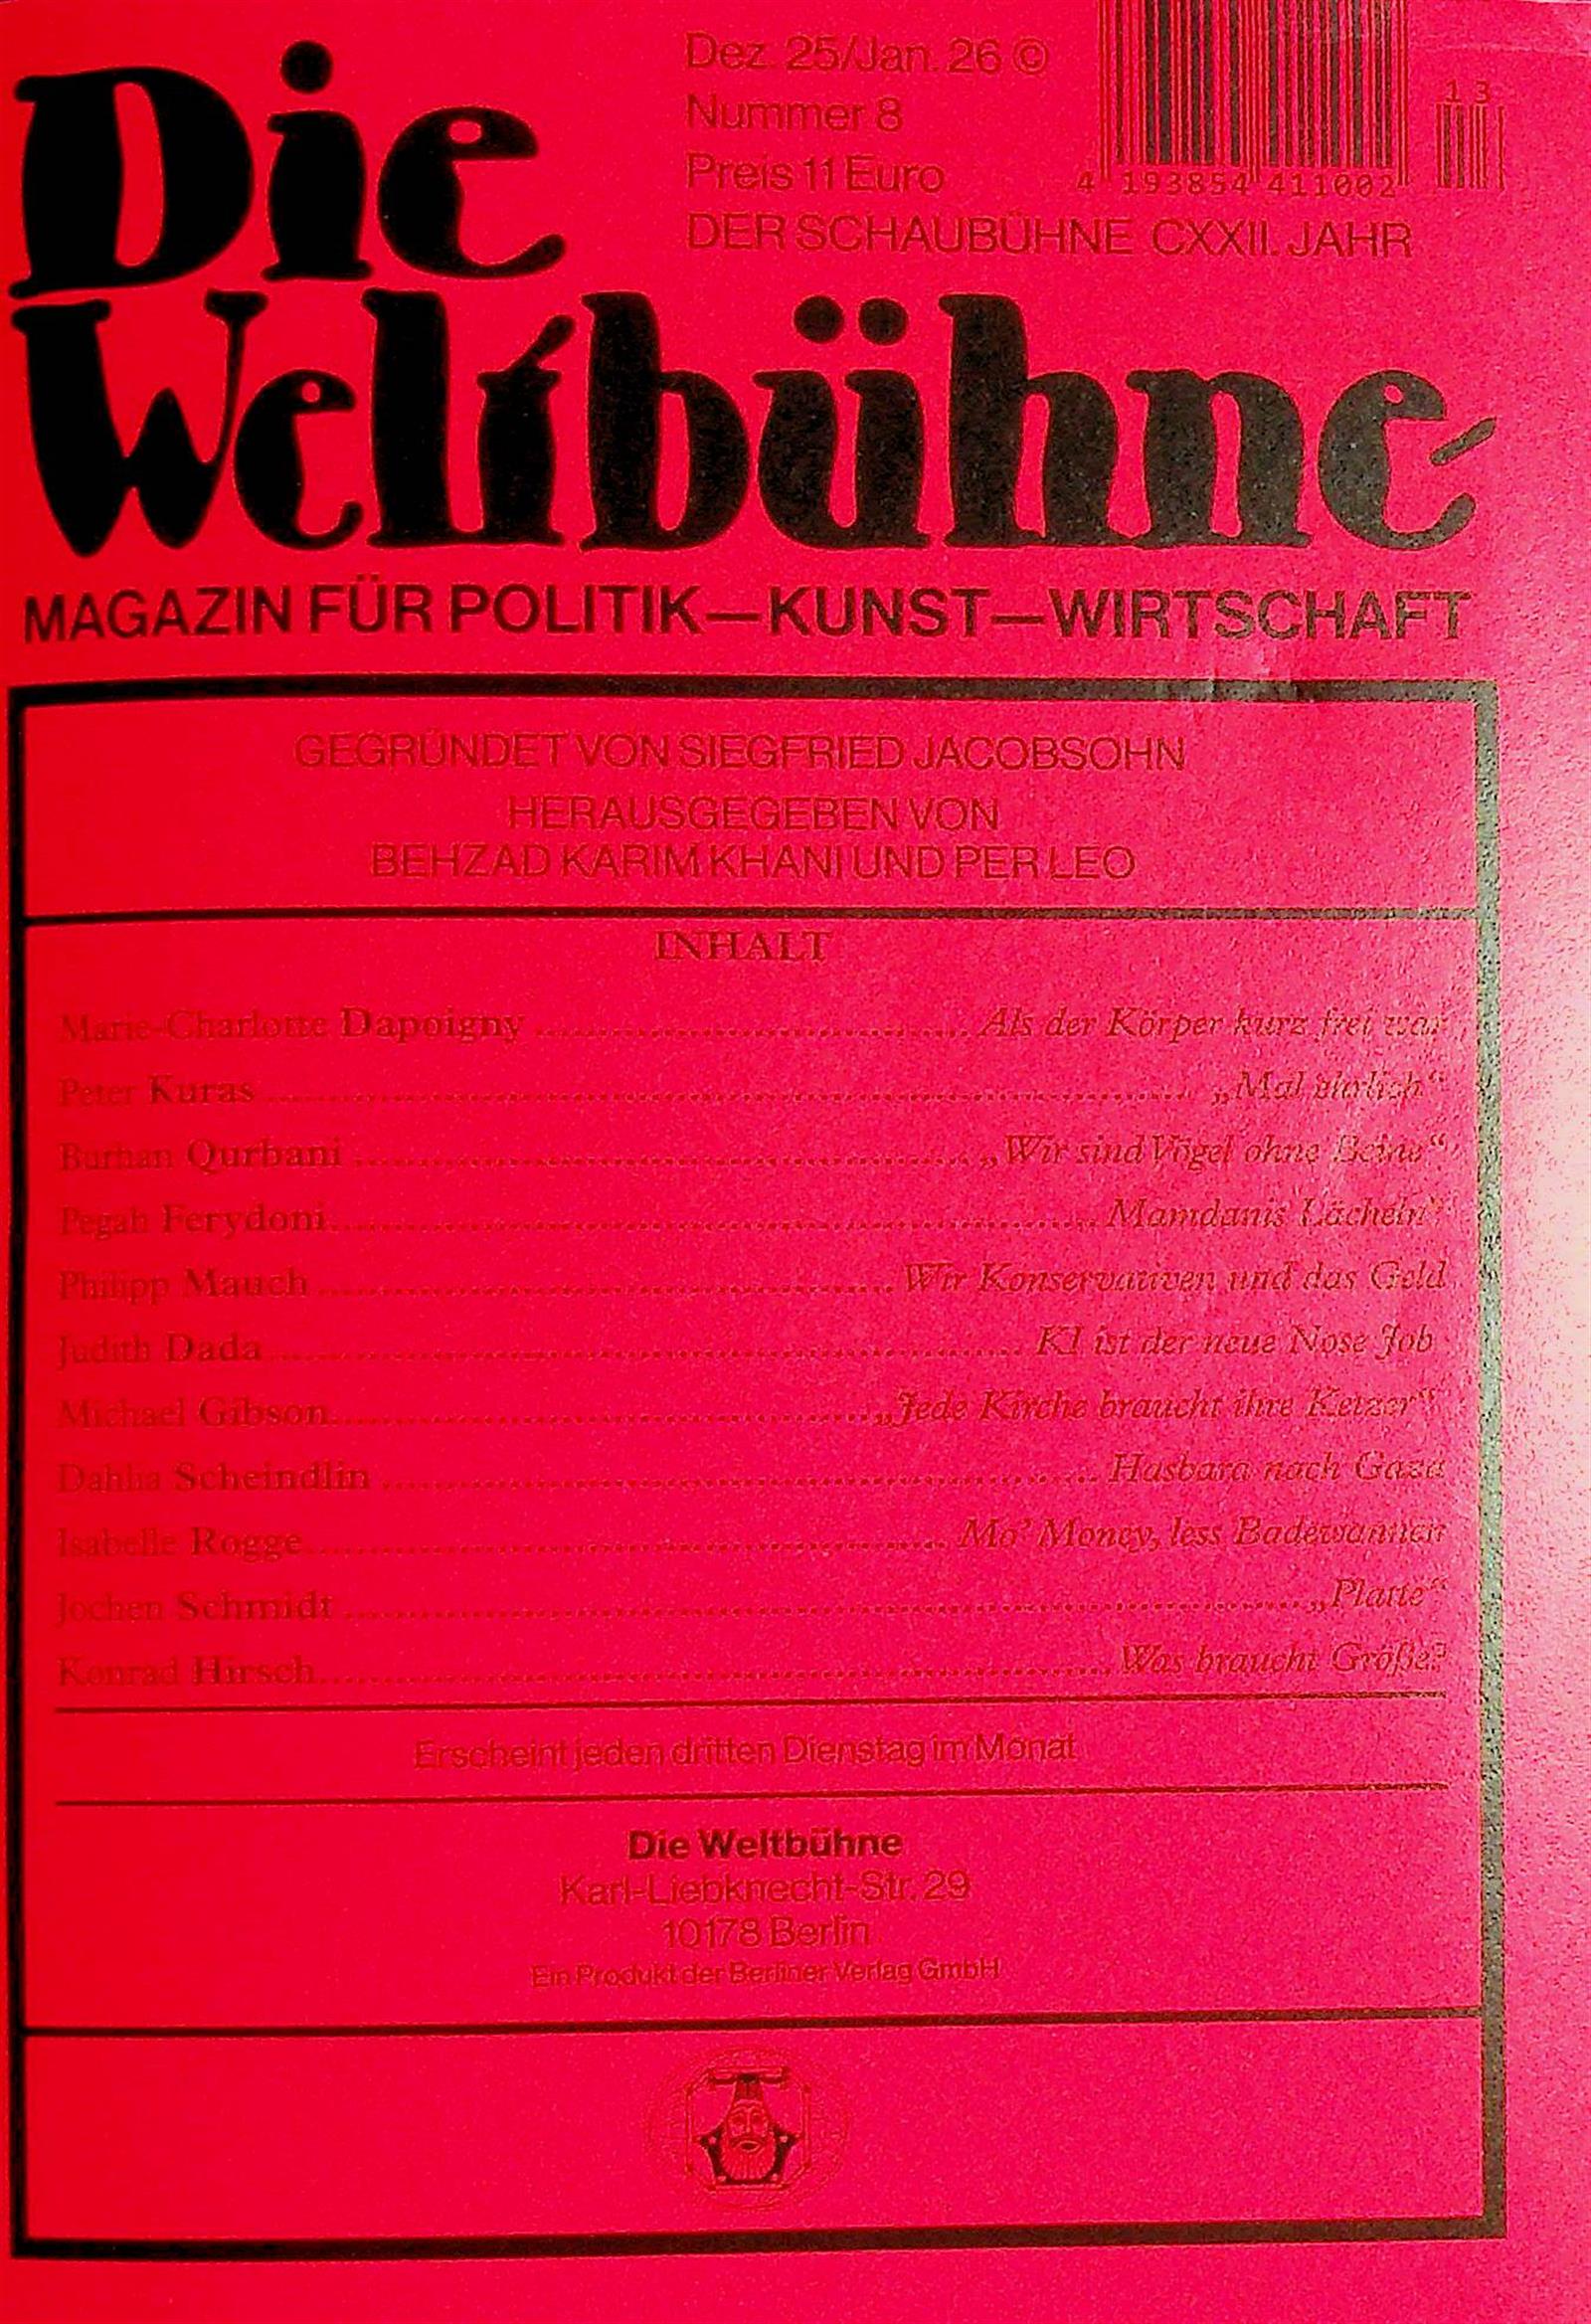 Die
Weltbühne
Dez. 25/Jan. 26 ©
Nummer 8
Preis 11 Euro
DER SCHAUBÜHNE CXXII. JAHR
13
4 193854 411002
MAGAZIN FÜR POLITIK—KUNST—WIRTSCHAFT
GEGRÜNDET VON SIEGFRIED JACOBSOHN
HERAUSGEGEBEN VON
BEHZAD KARIM KHANI UND PER LEO
INHALT
Marie-Charlotte Dapoigny ........ Als der Körper kurz frei war
Peter Kuras ........ „Mal ehrlich“
Burhan Qurbani ........ „Wir sind Vögel ohne Beine“
Pegah Ferydoni ........ Mamdanis Lächeln
Philipp Mauch ........ Wir Konservativen und das Geld
Judith Dada ........ KI ist der neue Nose Job
Michael Gibson ........ „Jede Kirche braucht ihre Ketzer“
Dahlia Scheindlin ........ Hasbara nach Gaza
Isabelle Rogge ........ Mo’ Money, less Badewannen
Jochen Schmidt ........ „Platte“
Konrad Hirsch ........ Was braucht Größe?
Erscheint jeden dritten Dienstag im Monat
Die Weltbühne
Karl-Liebknecht-Str. 29
10178 Berlin
Ein Produkt der Berliner Verlag GmbH